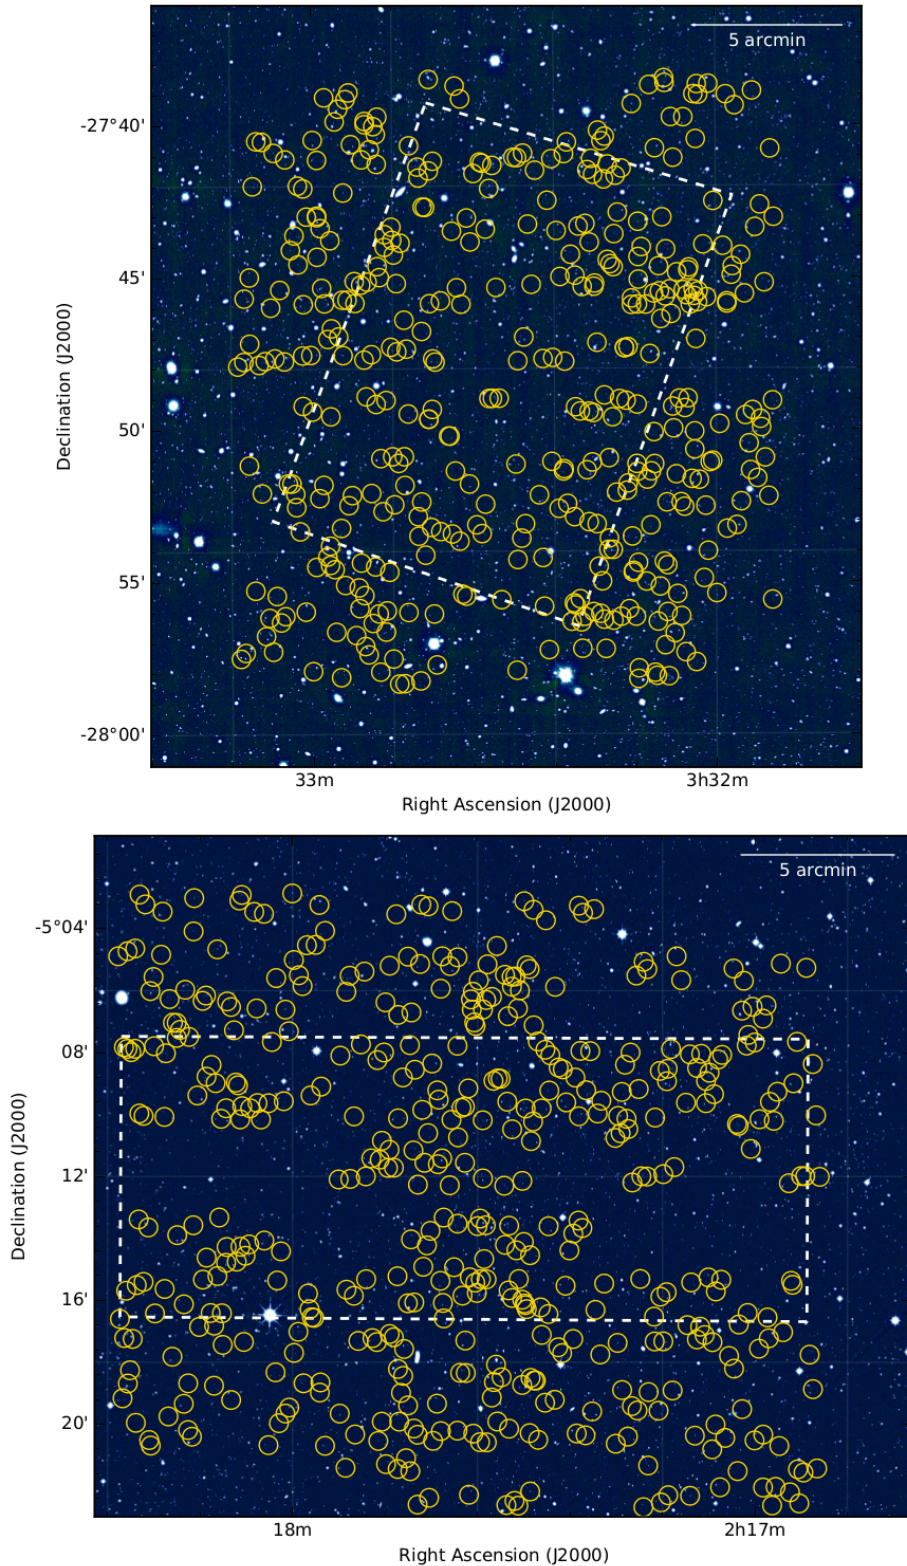 5 arcmin
-27°40'
45'
50'
55'
-28°00'
Declination (J2000)
33m
3h32m
Right Ascension (J2000)
5 arcmin
-5°04'
08'
12'
16'
20'
Declination (J2000)
18m
2h17m
Right Ascension (J2000)